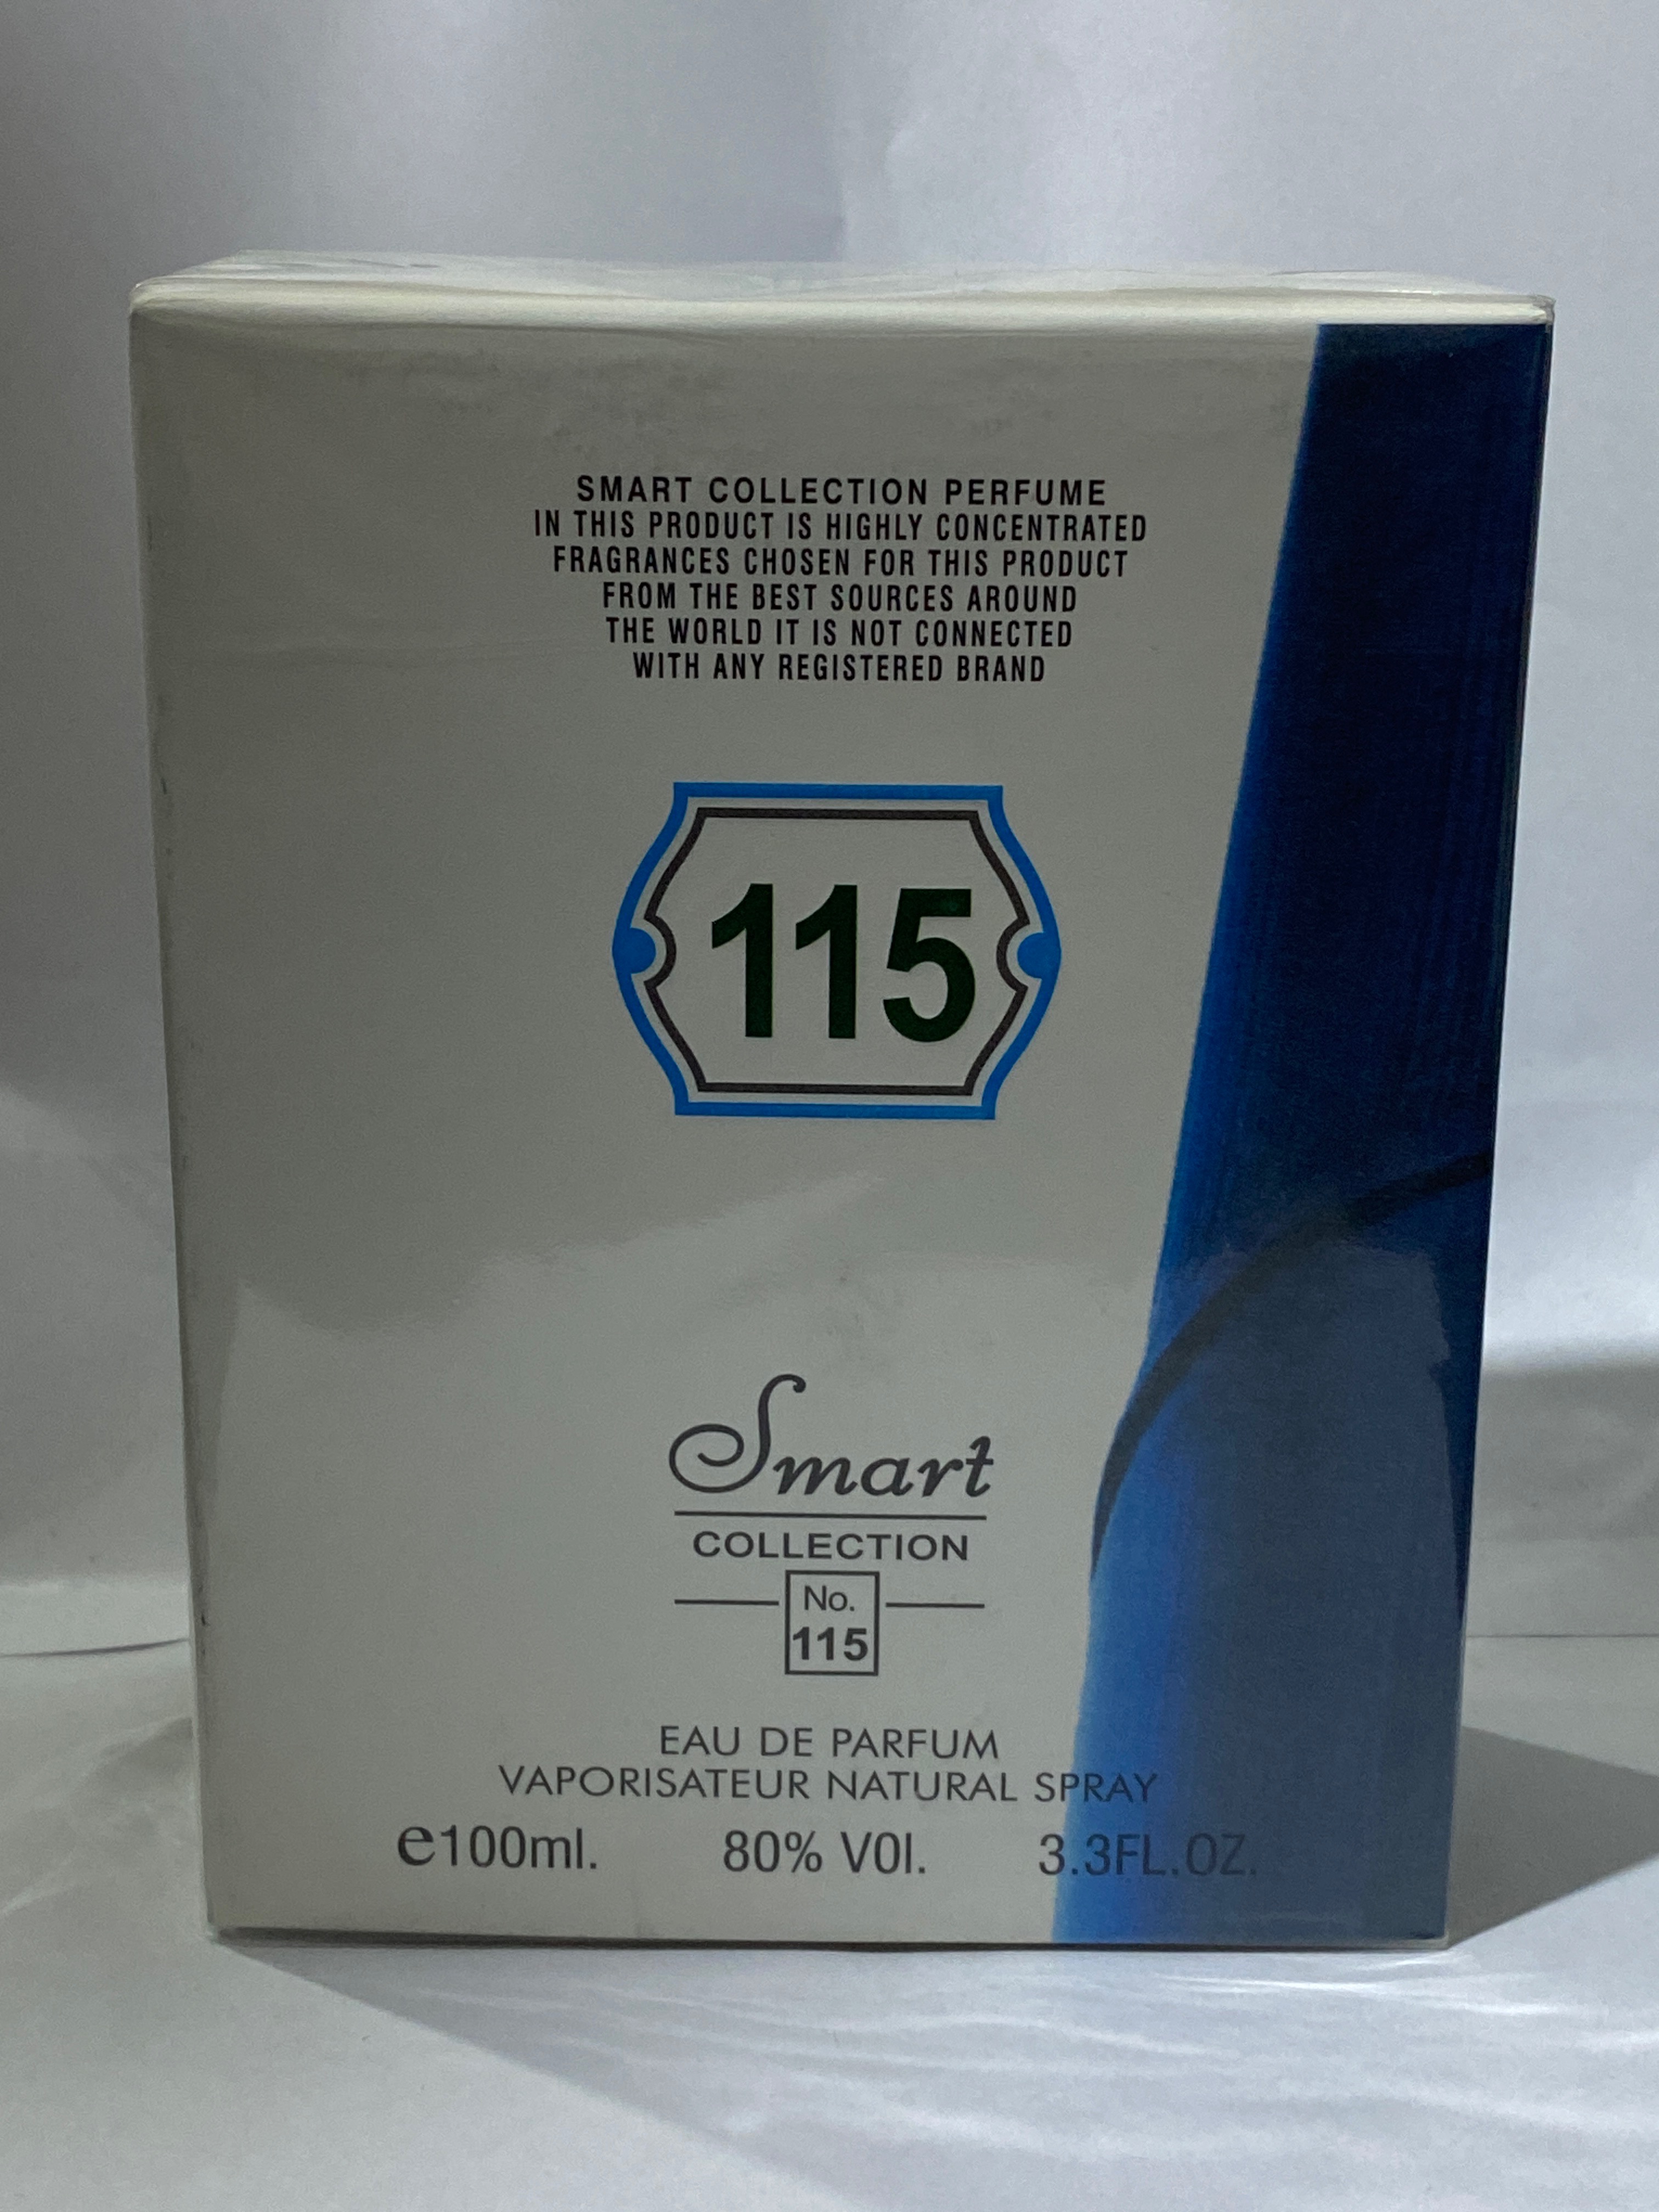 SMART COLLECTION PERFUME
IN THIS PRODUCT IS HIGHLY CONCENTRATED
FRAGRANCES CHOSEN FOR THIS PRODUCT
FROM THE BEST SOURCES AROUND
THE WORLD IT IS NOT CONNECTED
WITH ANY REGISTERED BRAND
115
Smart
COLLECTION
No.
115
EAU DE PARFUM
VAPORISATEUR NATURAL SPRAY
e100ml. 80% VOl. 3.3FL.OZ.